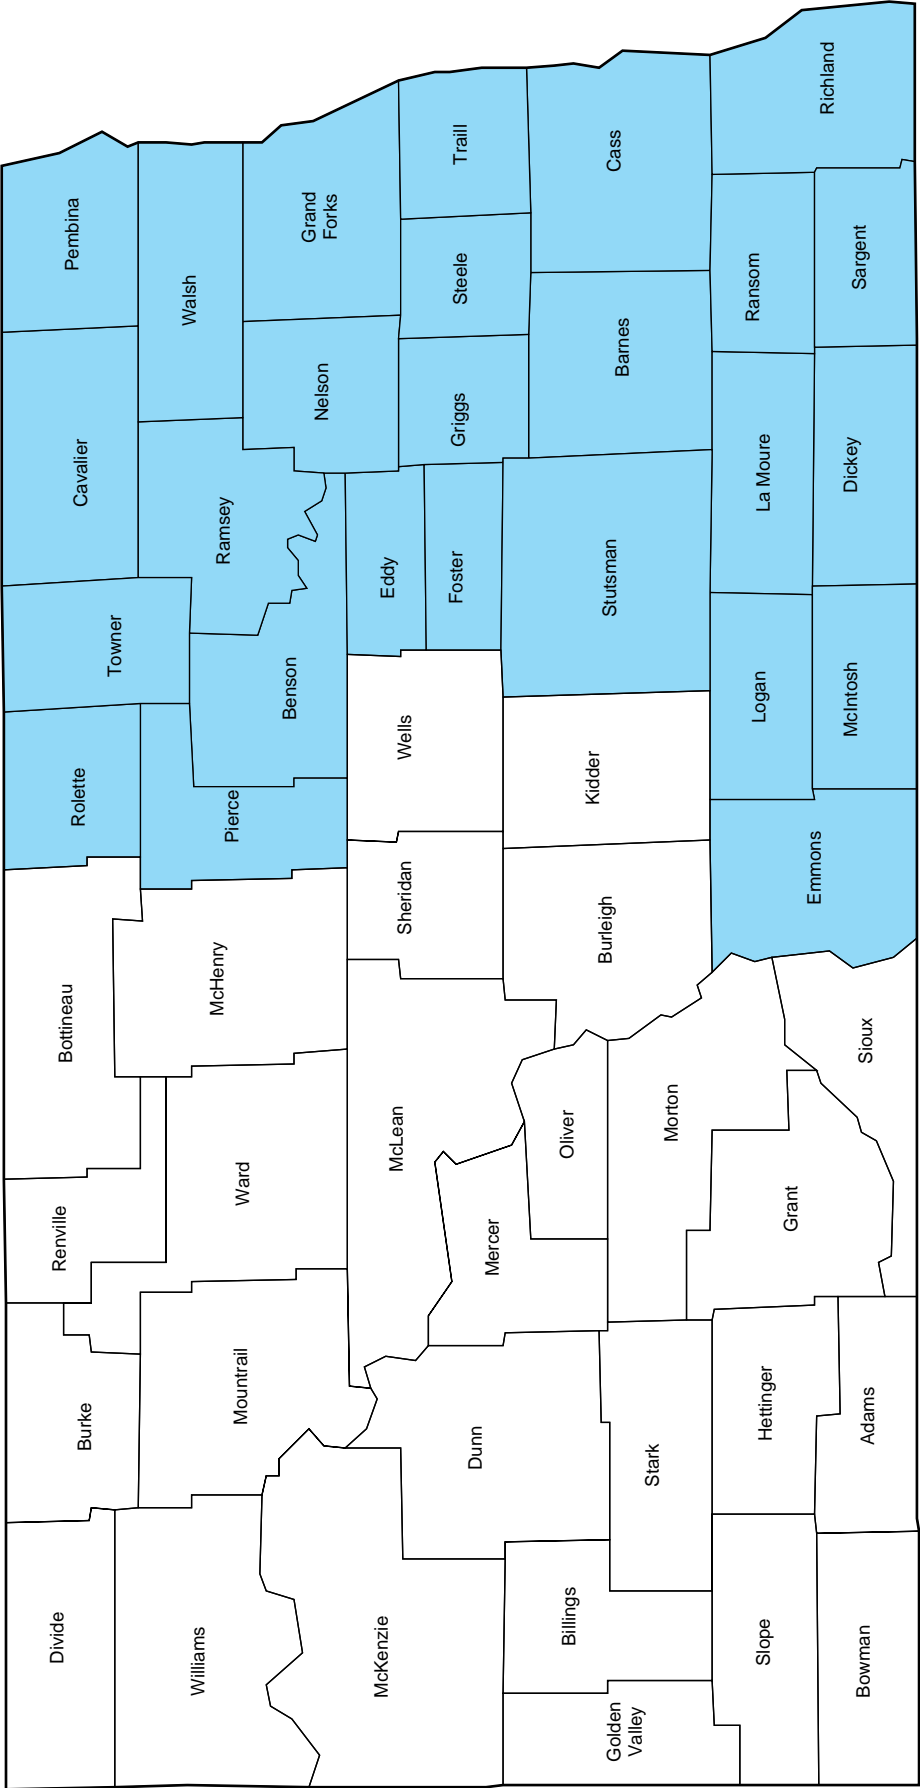 Divide
Burke
Renville
Bottineau
Rolette
Towner
Cavalier
Pembina
Williams
Mountrail
Ward
McHenry
Pierce
Benson
Ramsey
Walsh
Nelson
Grand
Forks
McKenzie
McLean
Sheridan
Wells
Eddy
Foster
Griggs
Steele
Traill
Dunn
Mercer
Oliver
Golden
Valley
Billings
Stark
Morton
Burleigh
Kidder
Stutsman
Barnes
Cass
Slope
Hettinger
Grant
Emmons
Logan
La Moure
Ransom
Richland
Bowman
Adams
Sioux
McIntosh
Dickey
Sargent